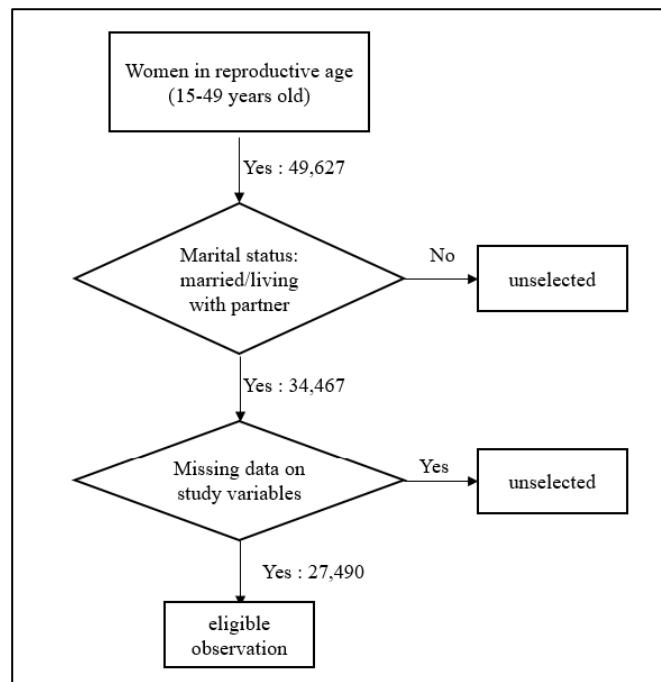 Women in reproductive age
(15-49 years old)
Yes : 49,627
Marital status:
married/living
with partner
No
unselected
Yes : 34,467
Missing data on
study variables
Yes
unselected
Yes : 27,490
eligible
observation